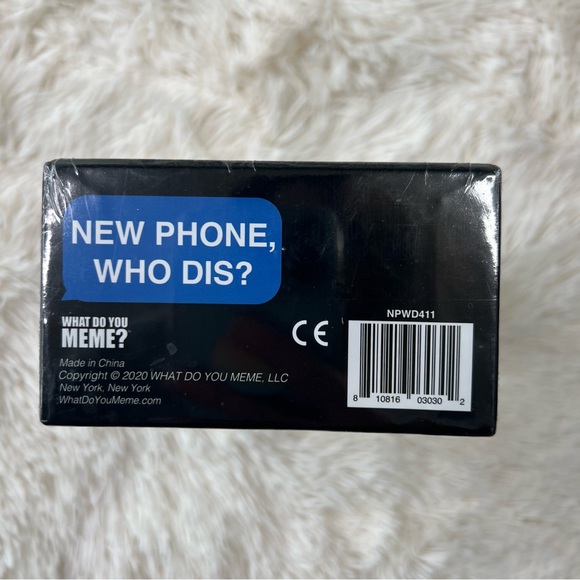 NEW PHONE,
WHO DIS?
WHAT DO YOU
MEME?
Made in China
Copyright © 2020 WHAT DO YOU MEME, LLC
New York, New York
WhatDoYouMeme.com
CE
NPWD411
8 10816 03030 2